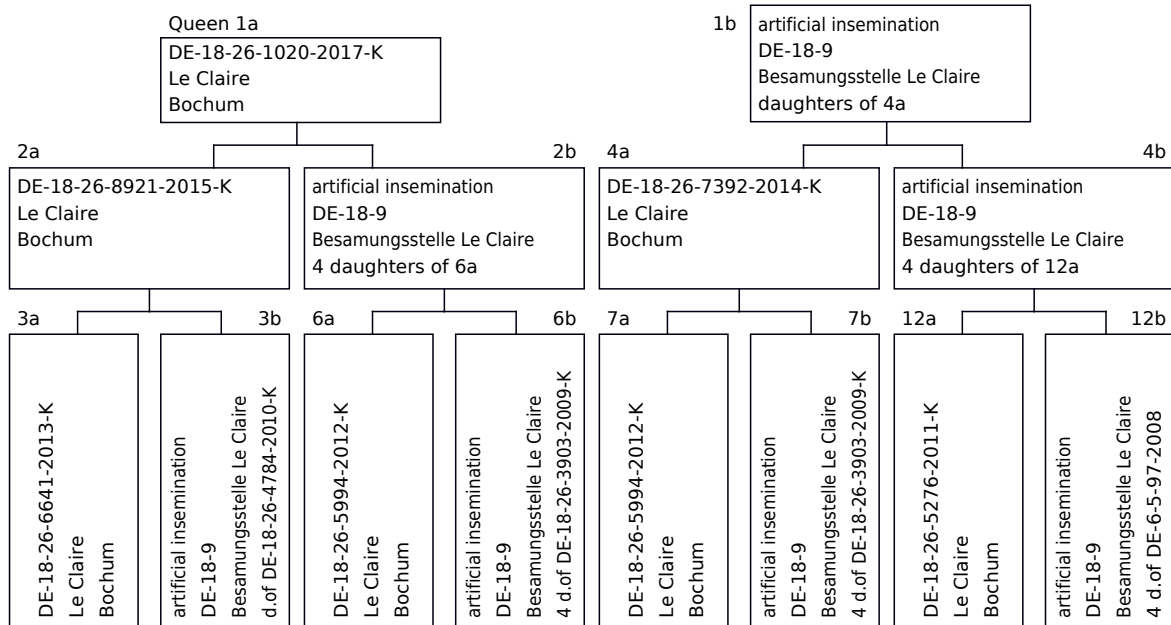 Queen 1a
DE-18-26-1020-2017-K
Le Claire
Bochum
1b
artificial insemination
DE-18-9
Besamungsstelle Le Claire
daughters of 4a
2a
DE-18-26-8921-2015-K
Le Claire
Bochum
2b
artificial insemination
DE-18-9
Besamungsstelle Le Claire
4 daughters of 6a
4a
DE-18-26-7392-2014-K
Le Claire
Bochum
4b
artificial insemination
DE-18-9
Besamungsstelle Le Claire
4 daughters of 12a
3a
DE-18-26-6641-2013-K
Le Claire
Bochum
3b
artificial insemination
DE-18-9
Besamungsstelle Le Claire
d.of DE-18-26-4784-2010-K
6a
DE-18-26-5994-2012-K
Le Claire
Bochum
6b
artificial insemination
DE-18-9
Besamungsstelle Le Claire
4 d.of DE-18-26-3903-2009-K
7a
DE-18-26-5994-2012-K
Le Claire
Bochum
7b
artificial insemination
DE-18-9
Besamungsstelle Le Claire
4 d.of DE-18-26-3903-2009-K
12a
DE-18-26-5276-2011-K
Le Claire
Bochum
12b
artificial insemination
DE-18-9
Besamungsstelle Le Claire
4 d.of DE-6-5-97-2008